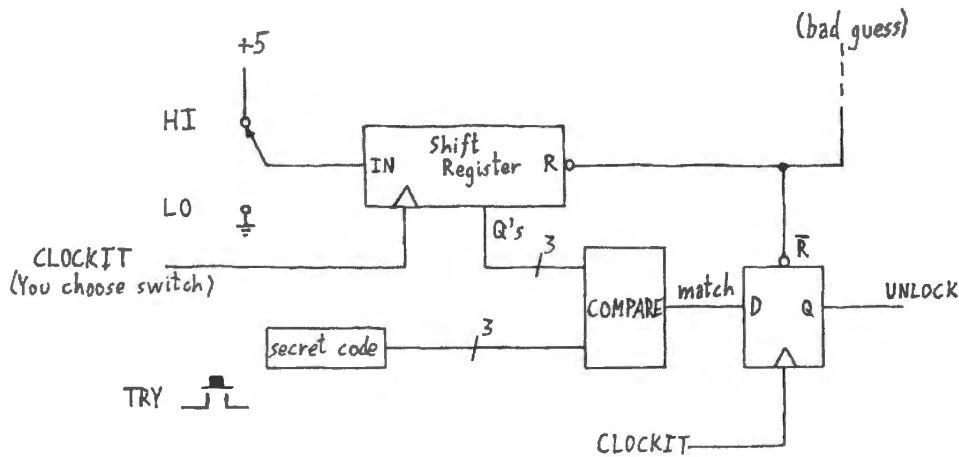 (bad guess)
+5
HI
Shift
Register
IN
R
LO
Q's
CLOCKIT
(You choose switch)
3
R̅
COMPARE
match
D
Q
UNLOCK
secret code
3
TRY
CLOCKIT